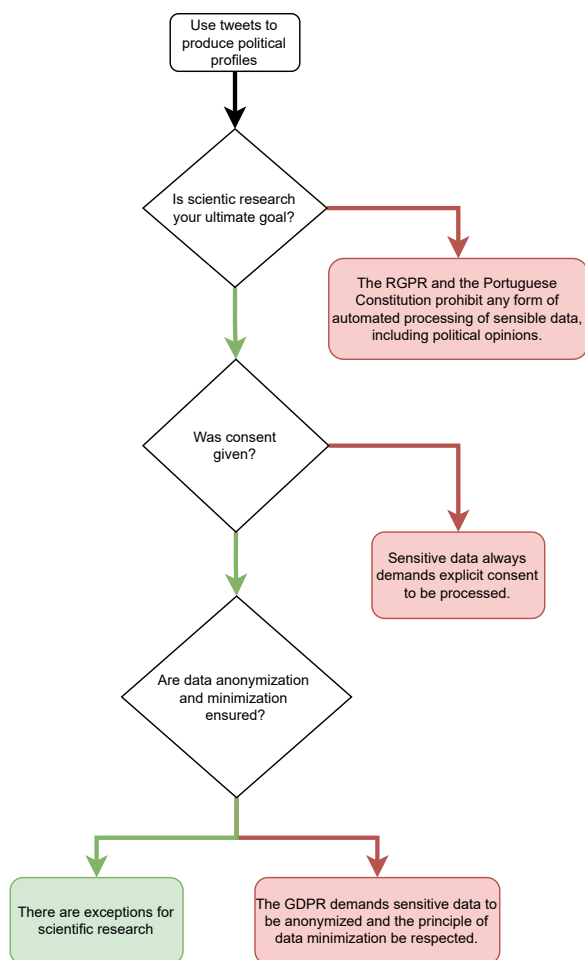 Use tweets to
produce political
profiles
Is scientic research
your ultimate goal?
The RGPR and the Portuguese
Constitution prohibit any form of
automated processing of sensible data,
including political opinions.
Was consent
given?
Sensitive data always
demands explicit consent
to be processed.
Are data anonymization
and minimization
ensured?
There are exceptions for
scientific research
The GDPR demands sensitive data to
be anonymized and the principle of
data minimization be respected.